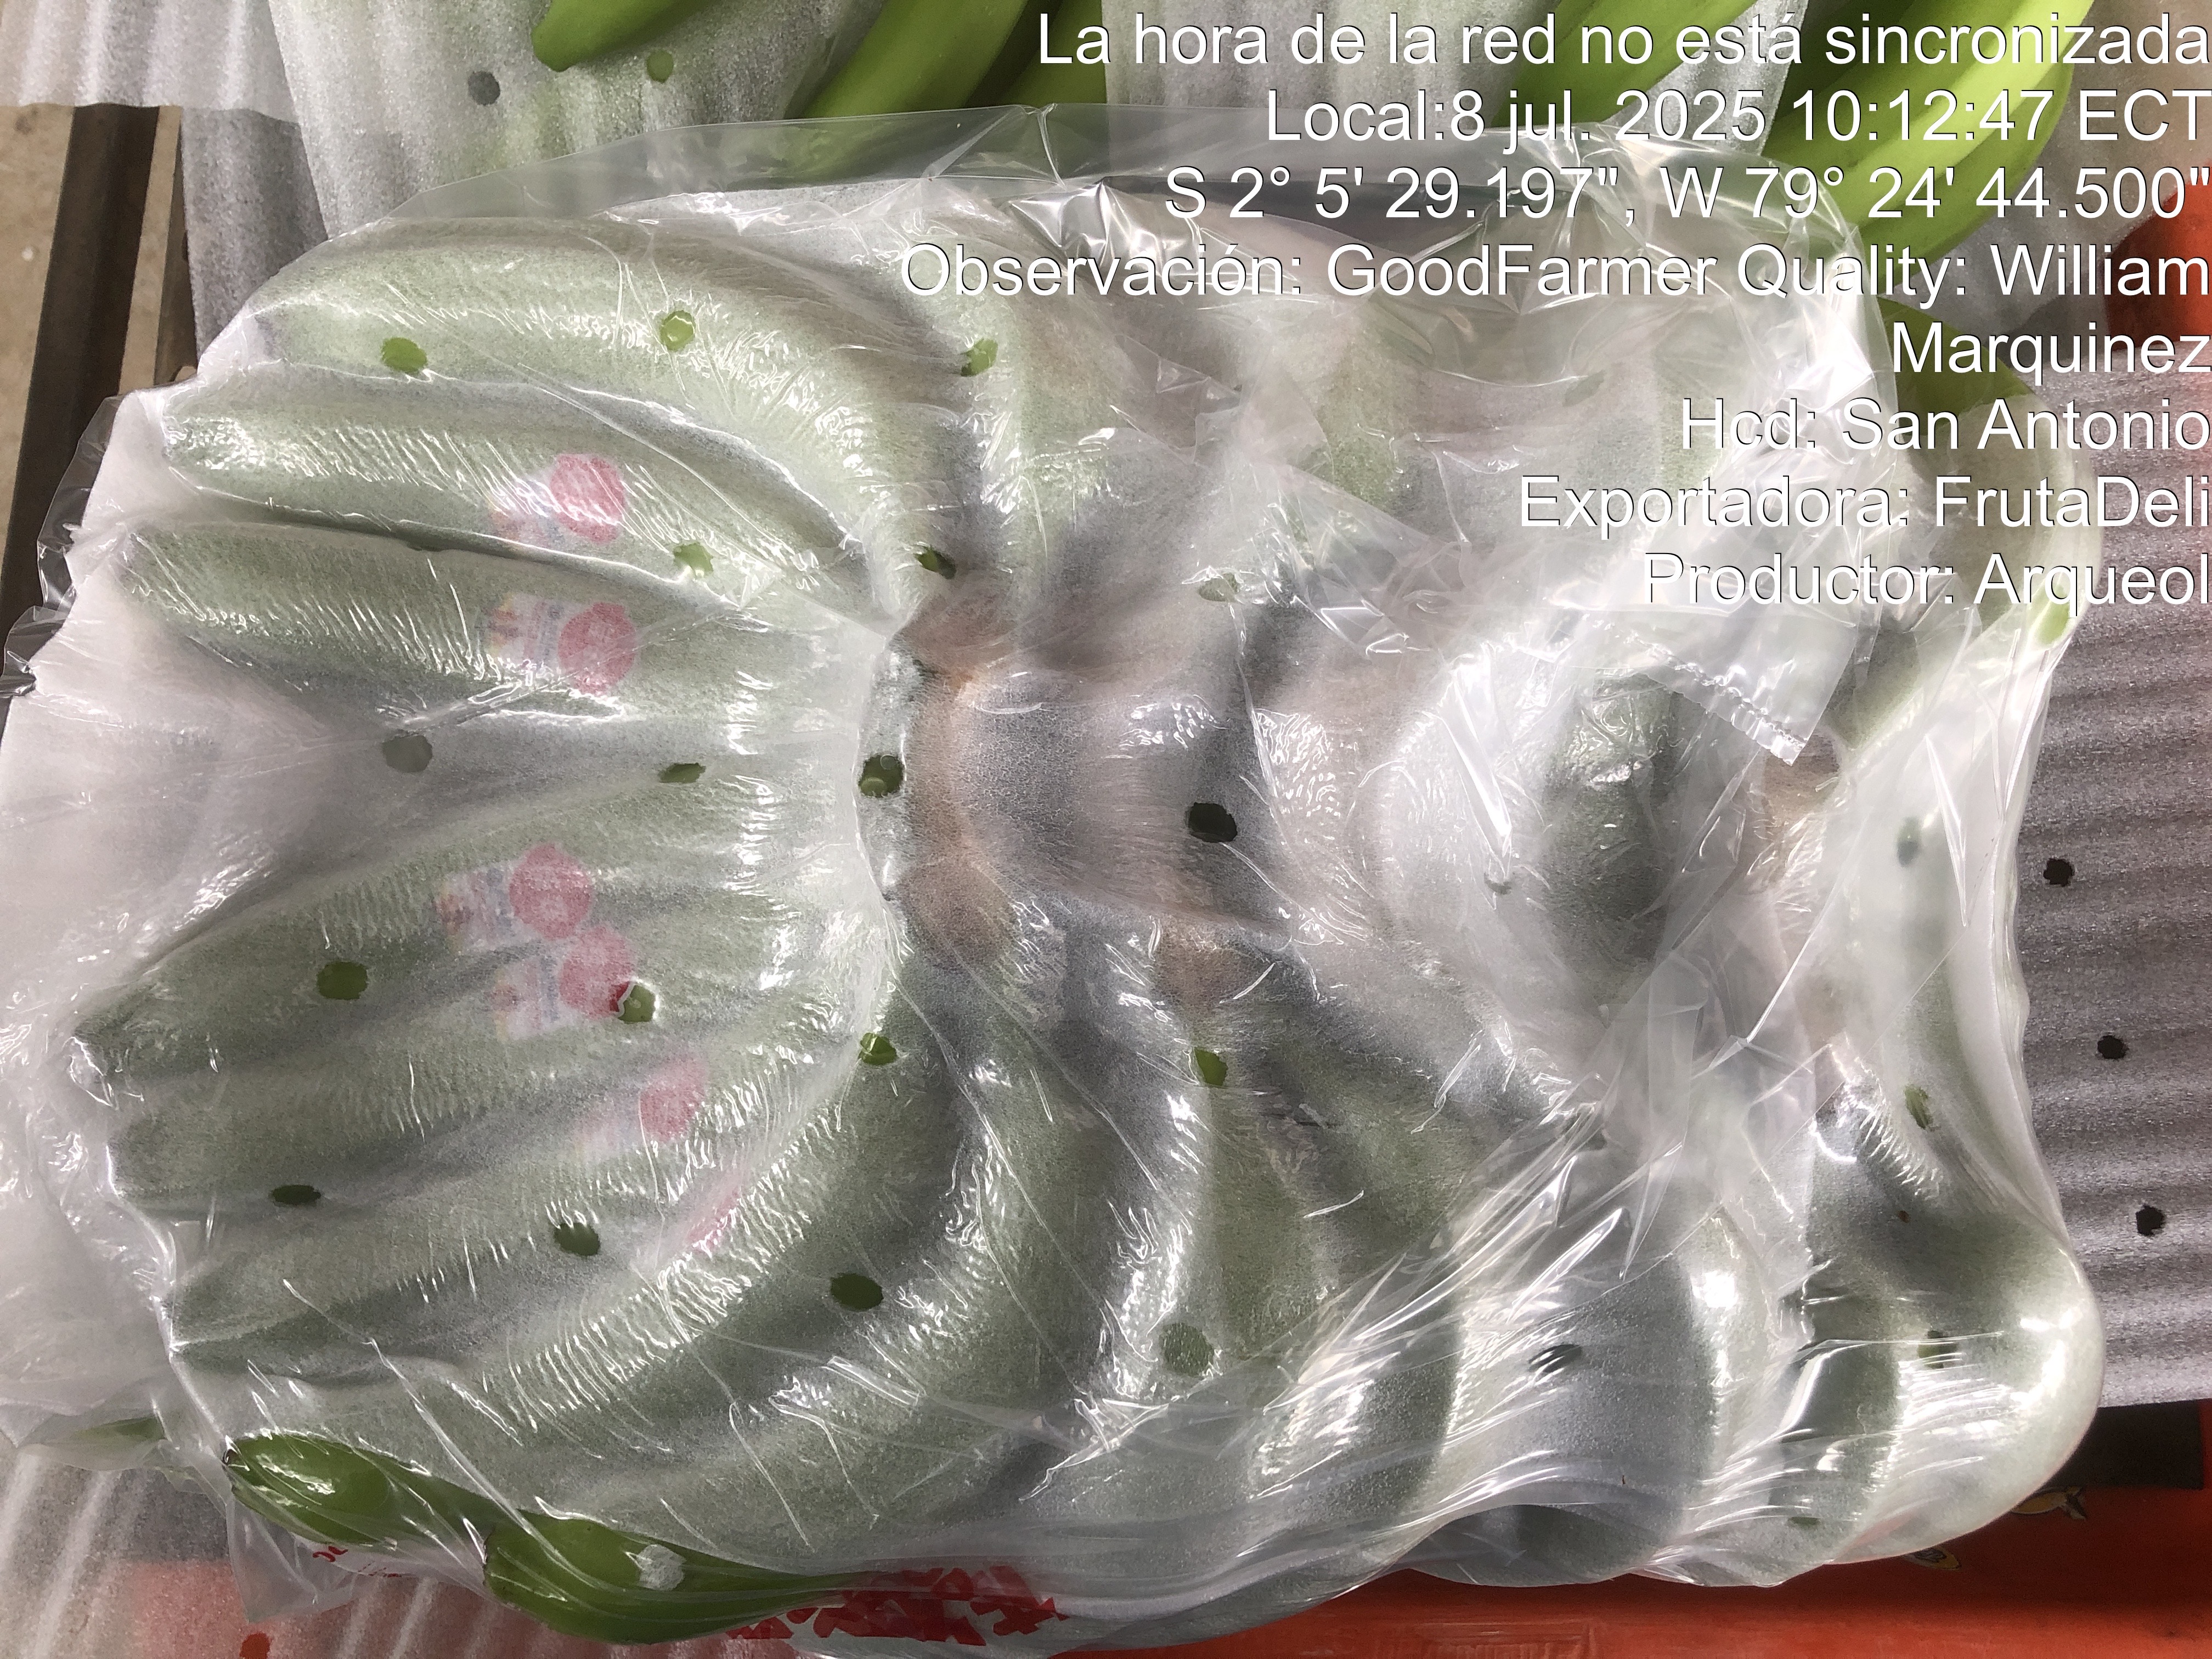 La hora de la red no está sincronizada
Local:8 jul. 2025 10:12:47 ECT
S 2° 5' 29.197", W 79° 24' 44.500"
Observación: GoodFarmer Quality: William
Marquinez
Hcd: San Antonio
Exportadora: FrutaDeli
Productor: Arqueol